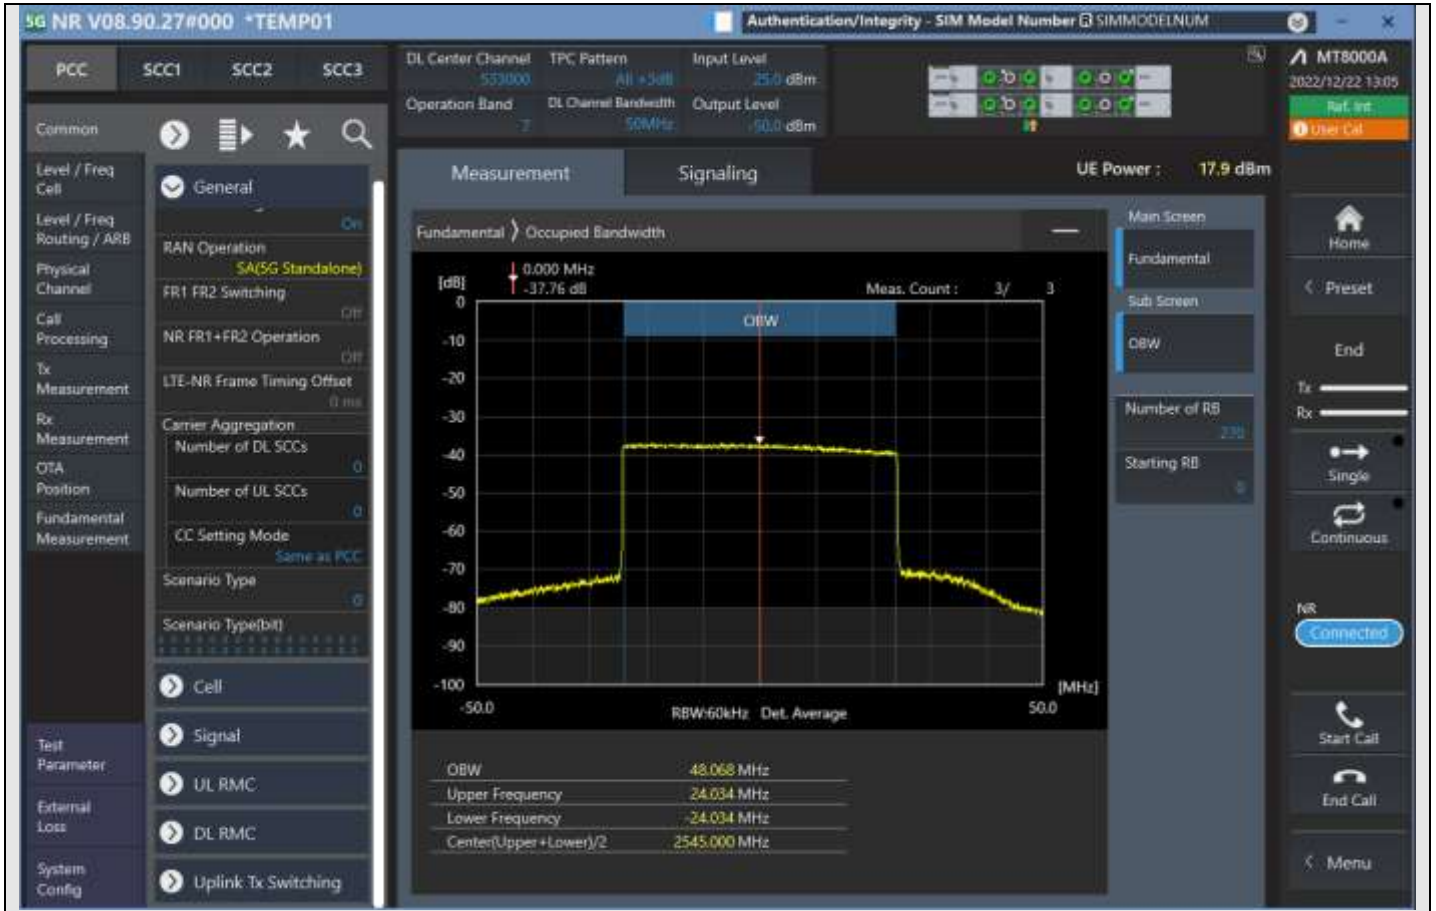 5G NR V08.90.27#000 *TEMP01
Authentication/Integrity - SIM Model Number SIMMODELNUM
PCC SCC1 SCC2 SCC3
DL Center Channel 533000
TPC Pattern All +3dB
Input Level 25.0 dBm
Operation Band 7
DL Channel Bandwidth 50MHz
Output Level -50.0 dBm
MT8000A
2022/12/22 13:05
Ref. Int
User Cal
Common
Level / Freq
Cell
Level / Freq
Routing / ARB
Physical
Channel
Call
Processing
Tx
Measurement
Rx
Measurement
OTA
Position
Fundamental
Measurement
Test
Parameter
External
Loss
System
Config
General
On
RAN Operation
SA(5G Standalone)
FR1 FR2 Switching
Off
NR FR1+FR2 Operation
Off
LTE-NR Frame Timing Offset
0 ms
Carrier Aggregation
Number of DL SCCs
0
Number of UL SCCs
0
CC Setting Mode
Same as PCC
Scenario Type
0
Scenario Type(bit)
Cell
Signal
UL RMC
DL RMC
Uplink Tx Switching
Measurement
Signaling
UE Power : 17.9 dBm
Fundamental Occupied Bandwidth
[dB]
0.000 MHz
-37.76 dB
Meas. Count : 3/ 3
OBW
0
-10
-20
-30
-40
-50
-60
-70
-80
-90
-100
[MHz]
-50.0
RBW:60kHz Det. Average
50.0
OBW 48.068 MHz
Upper Frequency 24.034 MHz
Lower Frequency -24.034 MHz
Center(Upper+Lower)/2 2545.000 MHz
Main Screen
Fundamental
Sub Screen
OBW
Number of RB
Starting RB
0
Home
Preset
End
Tx
Rx
Single
Continuous
NR
Connected
Start Call
End Call
Menu